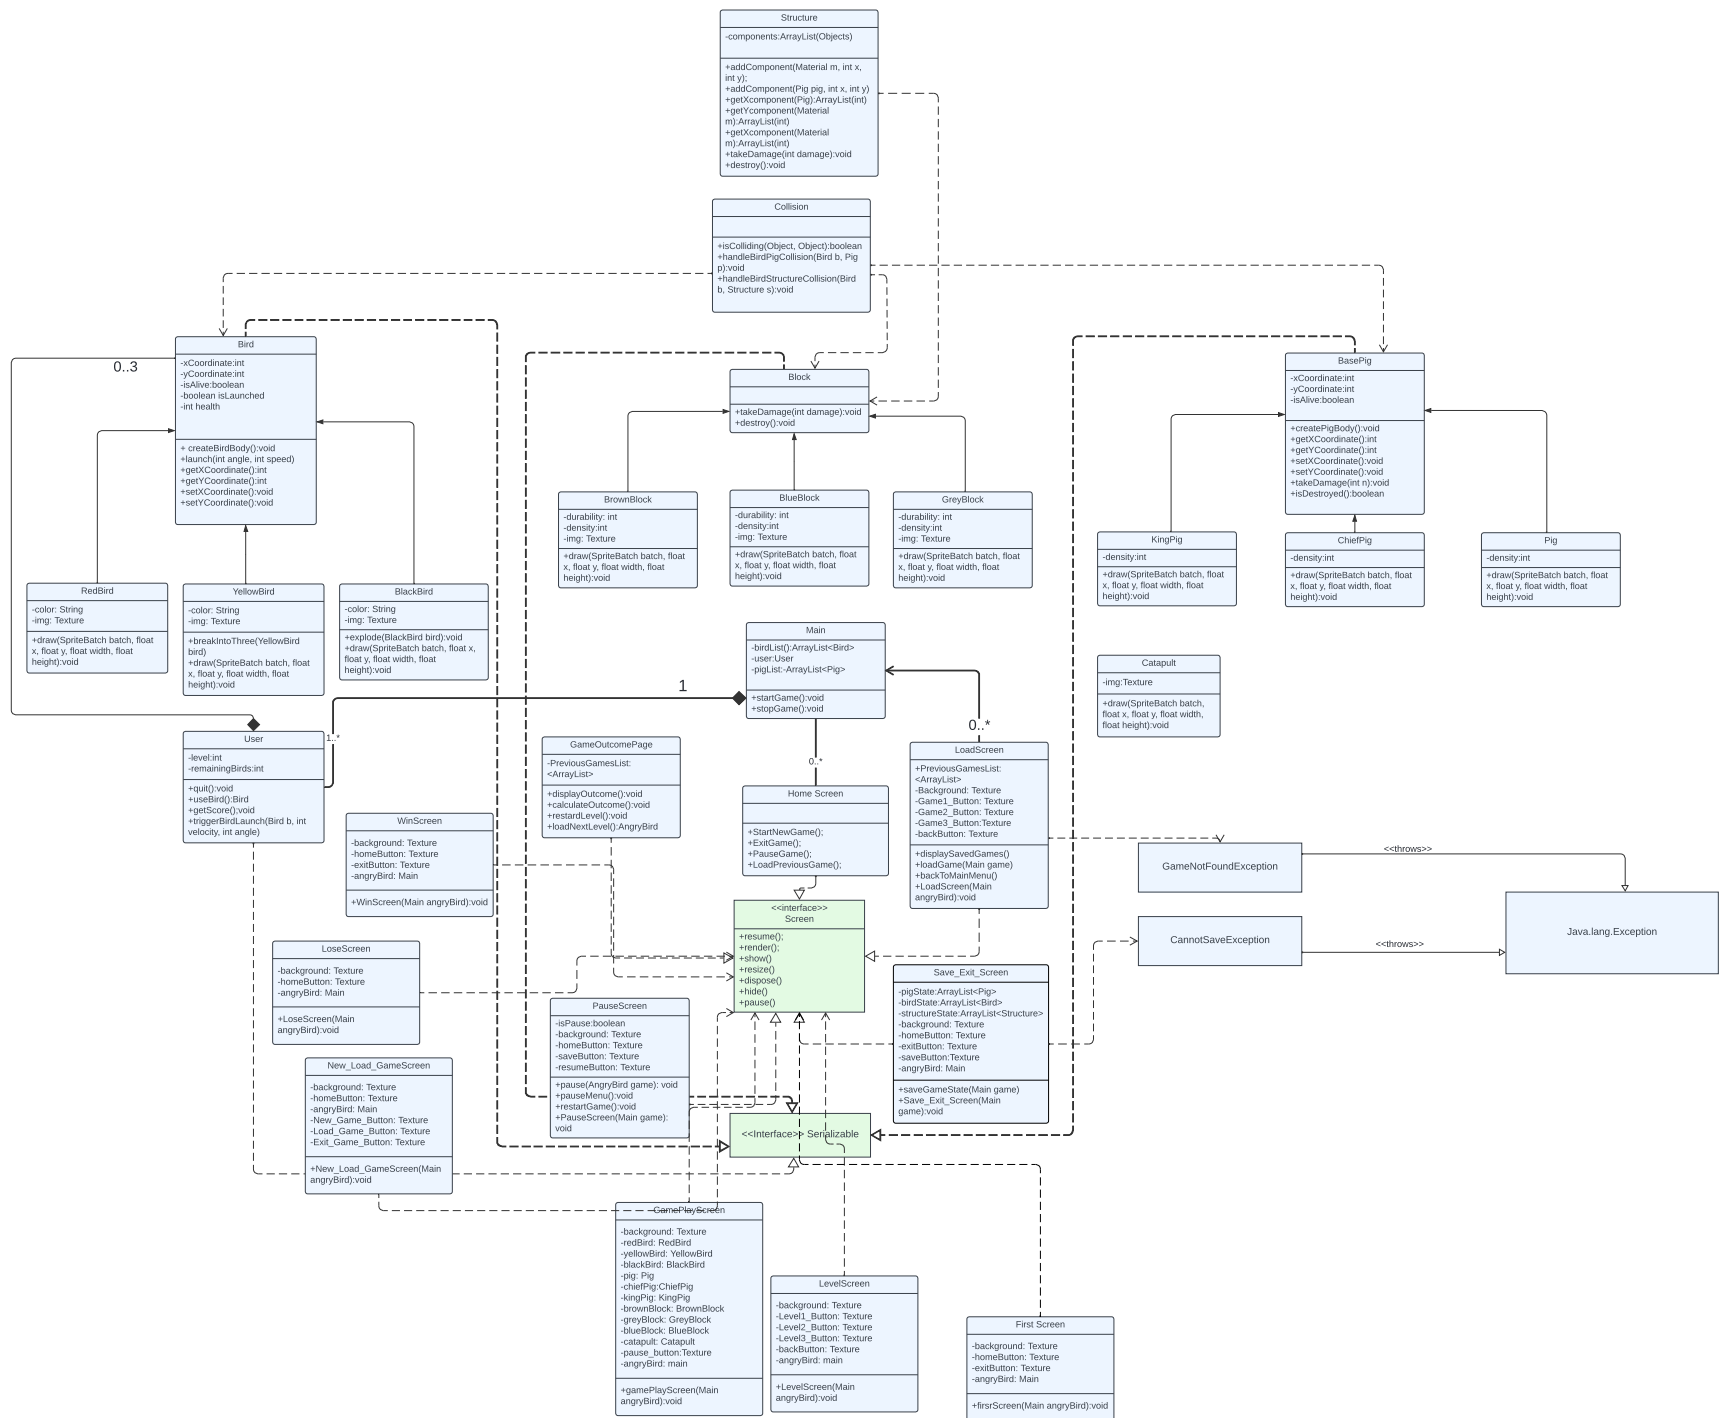 Structure
-components:ArrayList(Objects)
+addComponent(Material m, int x,
int y);
+addComponent(Pig pig, int x, int y)
+getXcomponent(Pig):ArrayList(int)
+getYcomponent(Material
m):ArrayList(int)
+getXcomponent(Material
m):ArrayList(int)
+takeDamage(int damage):void
+destroy():void
Collision
+isColliding(Object, Object):boolean
+handleBirdPigCollision(Bird b, Pig
p):void
+handleBirdStructureCollision(Bird
b, Structure s):void
0..3
Bird
-xCoordinate:int
-yCoordinate:int
-isAlive:boolean
-boolean isLaunched
-int health
+ createBirdBody():void
+launch(int angle, int speed)
+getXCoordinate():int
+getYCoordinate():int
+setXCoordinate():void
+setYCoordinate():void
Block
+takeDamage(int damage):void
+destroy():void
BasePig
-xCoordinate:int
-yCoordinate:int
-isAlive:boolean
+createPigBody():void
+getXCoordinate():int
+getYCoordinate():int
+setXCoordinate():void
+setYCoordinate():void
+takeDamage(int n):void
+isDestroyed():boolean
BrownBlock
-durability: int
-density:int
-img: Texture
+draw(SpriteBatch batch, float
x, float y, float width, float
height):void
BlueBlock
-durability: int
-density:int
-img: Texture
+draw(SpriteBatch batch, float
x, float y, float width, float
height):void
GreyBlock
-durability: int
-density:int
-img: Texture
+draw(SpriteBatch batch, float
x, float y, float width, float
height):void
KingPig
-density:int
+draw(SpriteBatch batch, float
x, float y, float width, float
height):void
ChiefPig
-density:int
+draw(SpriteBatch batch, float
x, float y, float width, float
height):void
Pig
-density:int
+draw(SpriteBatch batch, float
x, float y, float width, float
height):void
RedBird
-color: String
-img: Texture
+draw(SpriteBatch batch, float
x, float y, float width, float
height):void
YellowBird
-color: String
-img: Texture
+breakIntoThree(YellowBird
bird)
+draw(SpriteBatch batch, float
x, float y, float width, float
height):void
BlackBird
-color: String
-img: Texture
+explode(BlackBird bird):void
+draw(SpriteBatch batch, float x,
float y, float width, float
height):void
Main
-birdList():ArrayList<Bird>
-user:User
-pigList:-ArrayList<Pig>
+startGame():void
+stopGame():void
Catapult
-img:Texture
+draw(SpriteBatch batch,
float x, float y, float width,
float height):void
1
1..*
0..*
0..*
User
-level:int
-remainingBirds:int
+quit():void
+useBird():Bird
+getScore():void
+triggerBirdLaunch(Bird b, int
velocity, int angle)
GameOutcomePage
-PreviousGamesList:
<ArrayList>
+displayOutcome():void
+calculateOutcome():void
+restardLevel():void
+loadNextLevel():AngryBird
Home Screen
+StartNewGame();
+ExitGame();
+PauseGame();
+LoadPreviousGame();
LoadScreen
+PreviousGamesList:
<ArrayList>
-Background: Texture
-Game1_Button: Texture
-Game2_Button: Texture
-Game3_Button:Texture
-backButton: Texture
+displaySavedGames()
+loadGame(Main game)
+backToMainMenu()
+LoadScreen(Main
angryBird):void
WinScreen
-background: Texture
-homeButton: Texture
-exitButton: Texture
-angryBird: Main
+WinScreen(Main angryBird):void
GameNotFoundException
<<throws>>
CannotSaveException
<<throws>>
Java.lang.Exception
<<interface>>
Screen
+resume();
+render();
+show()
+resize()
+dispose()
+hide()
+pause()
LoseScreen
-background: Texture
-homeButton: Texture
-angryBird: Main
+LoseScreen(Main
angryBird):void
Save_Exit_Screen
-pigState:ArrayList<Pig>
-birdState:ArrayList<Bird>
-structureState:ArrayList<Structure>
-background: Texture
-homeButton: Texture
-exitButton: Texture
-saveButton:Texture
-angryBird: Main
+saveGameState(Main game)
+Save_Exit_Screen(Main
game):void
PauseScreen
-isPause:boolean
-background: Texture
-homeButton: Texture
-saveButton: Texture
-resumeButton: Texture
+pause(AngryBird game): void
+pauseMenu():void
+restartGame():void
+PauseScreen(Main game):
void
New_Load_GameScreen
-background: Texture
-homeButton: Texture
-angryBird: Main
-New_Game_Button: Texture
-Load_Game_Button: Texture
-Exit_Game_Button: Texture
+New_Load_GameScreen(Main
angryBird):void
<<Interface>> Serializable
GamePlayScreen
-background: Texture
-redBird: RedBird
-yellowBird: YellowBird
-blackBird: BlackBird
-pig: Pig
-chiefPig:ChiefPig
-kingPig: KingPig
-brownBlock: BrownBlock
-greyBlock: GreyBlock
-blueBlock: BlueBlock
-catapult: Catapult
-pause_button:Texture
-angryBird: main
+gamePlayScreen(Main
angryBird):void
LevelScreen
-background: Texture
-Level1_Button: Texture
-Level2_Button: Texture
-Level3_Button: Texture
-backButton: Texture
-angryBird: main
+LevelScreen(Main
angryBird):void
First Screen
-background: Texture
-homeButton: Texture
-exitButton: Texture
-angryBird: Main
+firsrScreen(Main angryBird):void